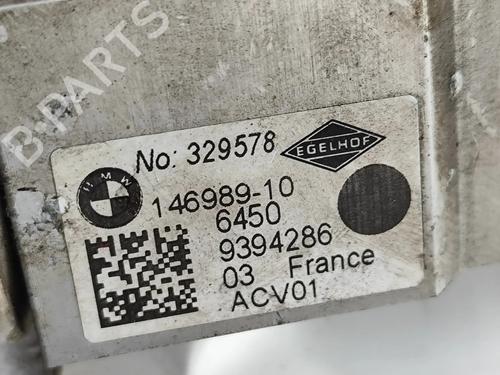 B-PARTS
No: 329578
EGELHOF
BMW
146989-10
6450
9394286
03 France
ACV01